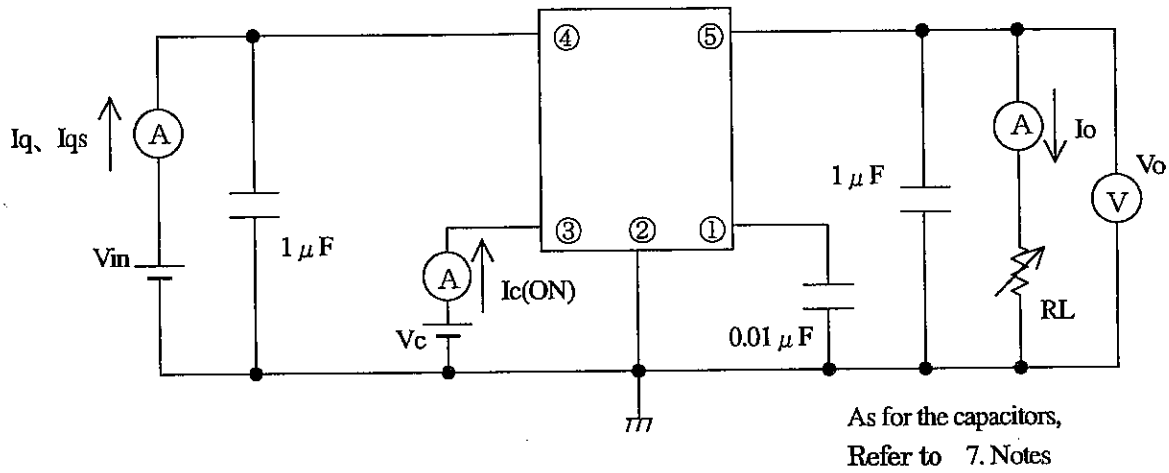 ④ ⑤
A
Iq、Iqs
A
Io
Vo
1 μF
V
③ ② ①
1 μF
Vin
A
Ic(ON)
RL
Vc
0.01 μF
As for the capacitors,
Refer to 7. Notes